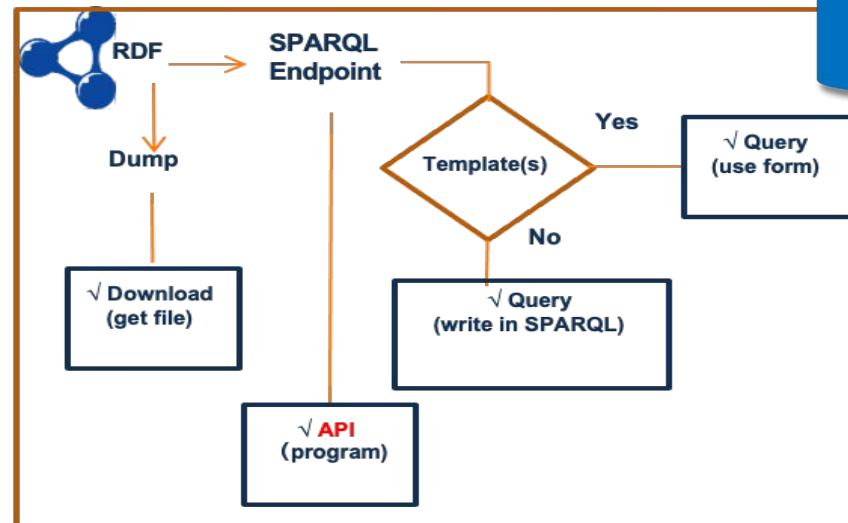 RDF
SPARQL
Endpoint
Dump
Template(s)
Yes
No
√ Query
(use form)
√ Download
(get file)
√ Query
(write in SPARQL)
√ API
(program)